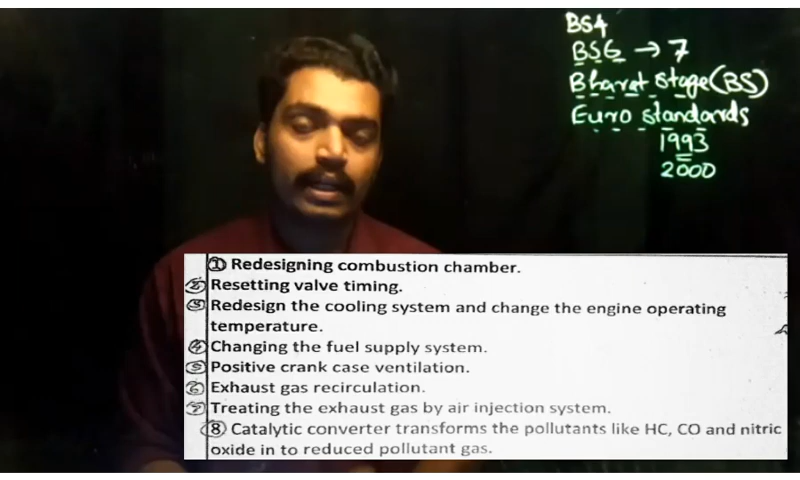 BS4
BS6 → 7
Bharat Stage(BS)
Euro standards
1993
2000
① Redesigning combustion chamber.
② Resetting valve timing.
③ Redesign the cooling system and change the engine operating
temperature.
④ Changing the fuel supply system.
⑤ Positive crank case ventilation.
⑥ Exhaust gas recirculation.
⑦ Treating the exhaust gas by air injection system.
⑧ Catalytic converter transforms the pollutants like HC, CO and nitric
oxide in to reduced pollutant gas.